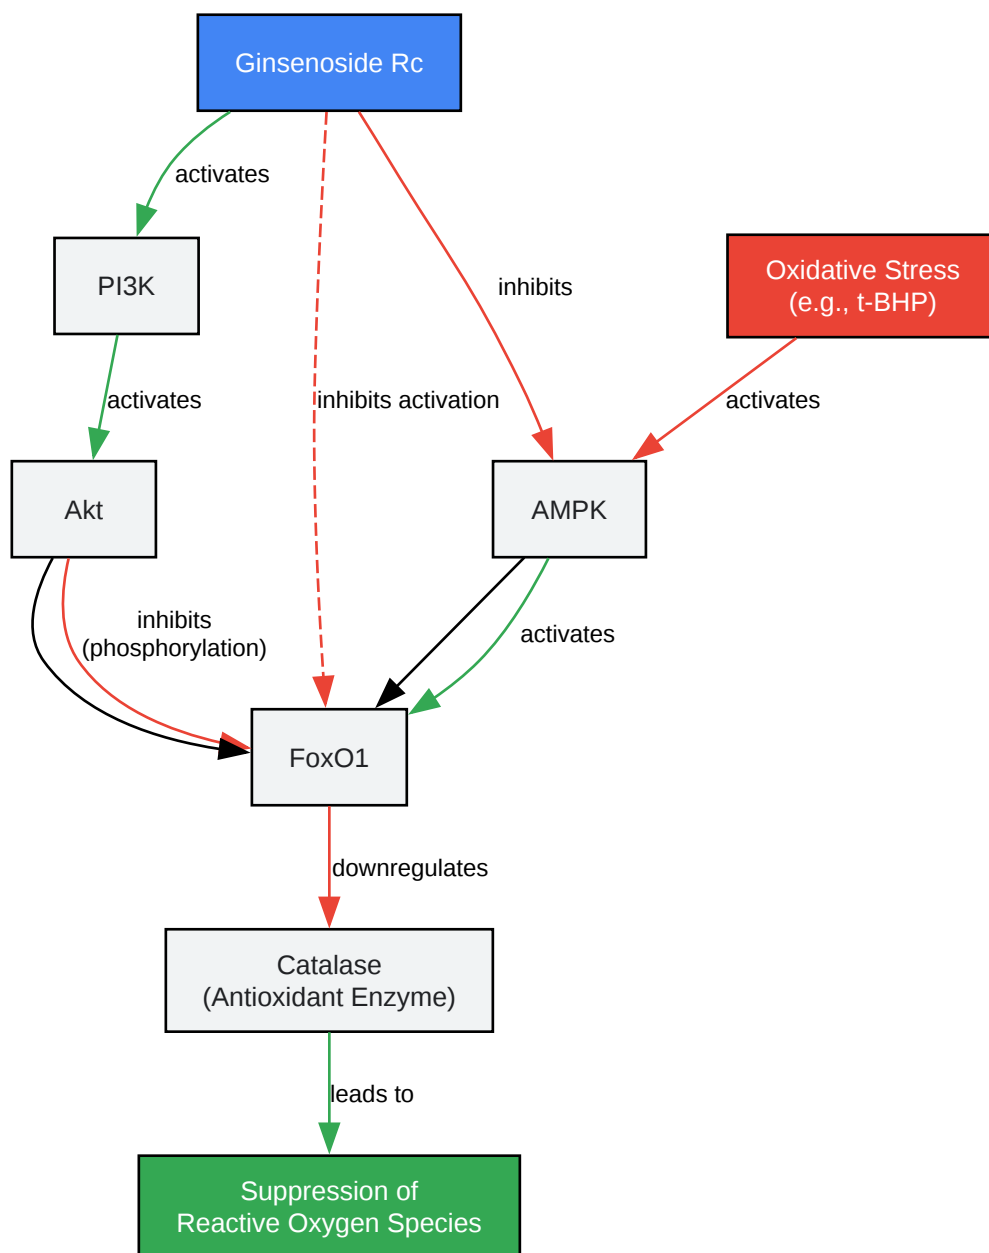 Ginsenoside Rc
activates
PI3K
inhibits
Oxidative Stress
(e.g., t-BHP)
activates
inhibits activation
activates
Akt
AMPK
inhibits
(phosphorylation)
activates
FoxO1
downregulates
Catalase
(Antioxidant Enzyme)
leads to
Suppression of
Reactive Oxygen Species